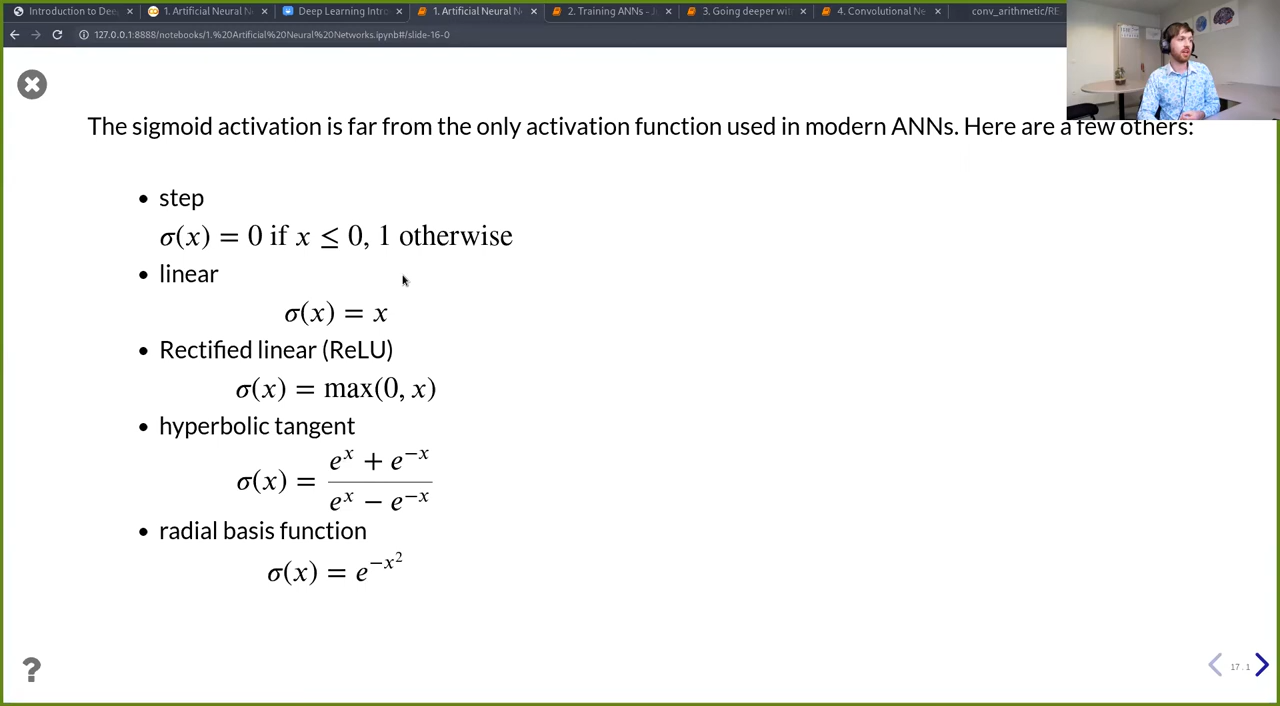 Introduction to Dee
1. Artificial Neural N
Deep Learning Intro
1. Artificial Neural N
2. Training ANNs - J
3. Going deeper wit
4. Convolutional Ne
conv_arithmetic/RE
127.0.0.1:8888/notebooks/1.%20Artificial%20Neural%20Networks.ipynb#/slide-16-0
The sigmoid activation is far from the only activation function used in modern ANNs. Here are a few others:
• step
σ(x) = 0 if x ≤ 0, 1 otherwise
• linear
σ(x) = x
• Rectified linear (ReLU)
σ(x) = max(0, x)
• hyperbolic tangent
σ(x) = (e^x + e^{−x}) / (e^x − e^{−x})
• radial basis function
σ(x) = e^{−x²}
?
17.1